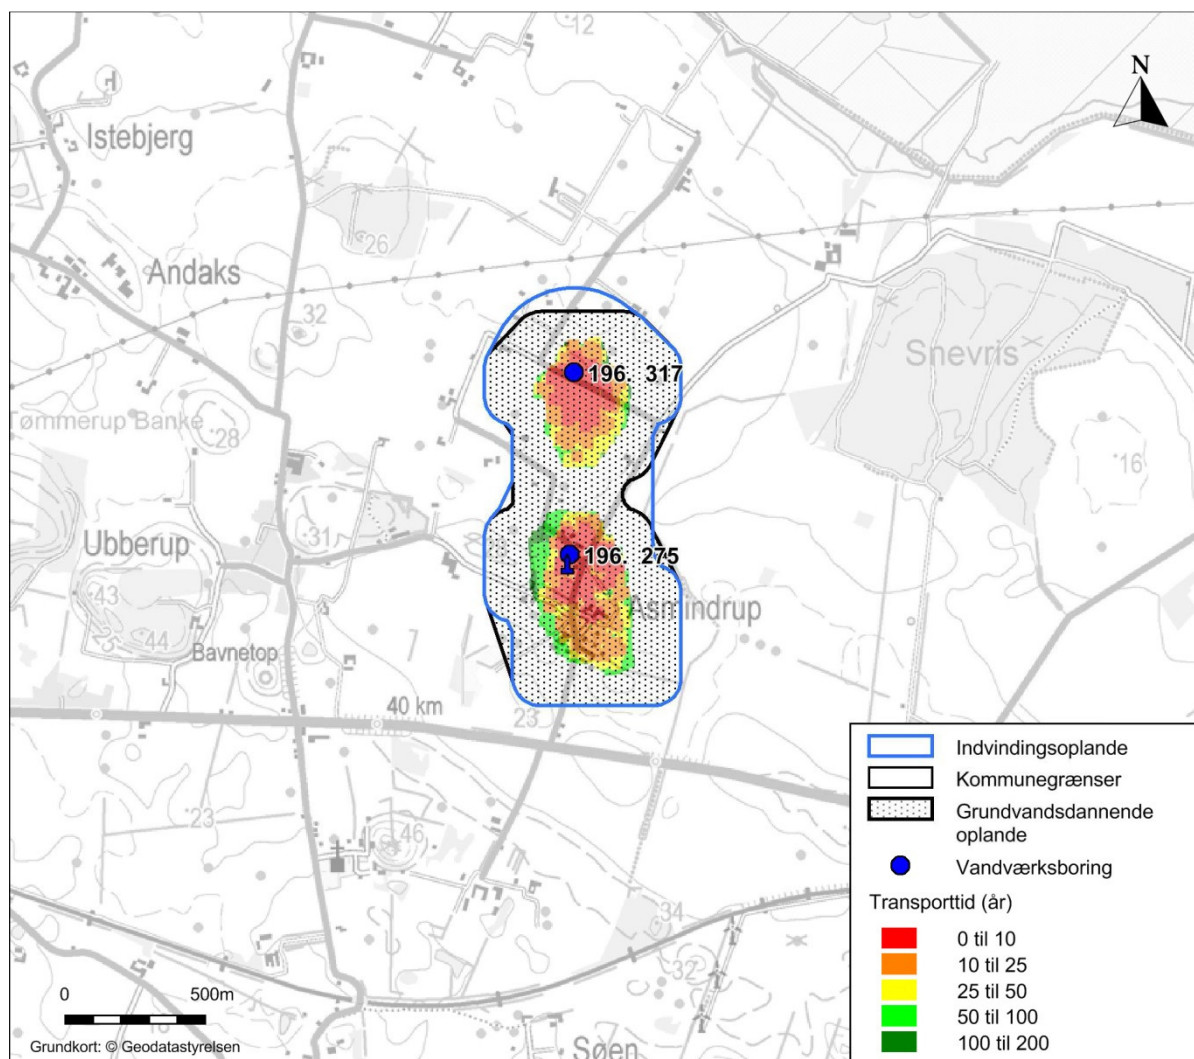 12
N
Istebjerg
Andaks
26
32
Snevris
196. 317
Tømmerup Banke
28
16
31
Ubberup
196. 275
43
Asmindrup
25
44
7
Bavnetop
40 km
23
23
46
34
32
Søen
0 500m
Grundkort: © Geodatastyrelsen
Indvindingsoplande
Kommunegrænser
Grundvandsdannende
oplande
Vandværksboring
Transporttid (år)
0 til 10
10 til 25
25 til 50
50 til 100
100 til 200